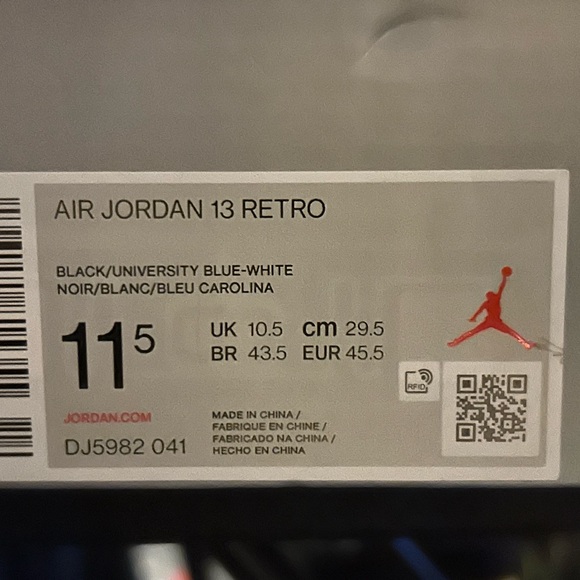 AIR JORDAN 13 RETRO
BLACK/UNIVERSITY BLUE-WHITE
NOIR/BLANC/BLEU CAROLINA
11 5
UK 10.5 cm 29.5
BR 43.5 EUR 45.5
RFID
JORDAN.COM
DJ5982 041
MADE IN CHINA /
FABRIQUE EN CHINE /
FABRICADO NA CHINA /
HECHO EN CHINA